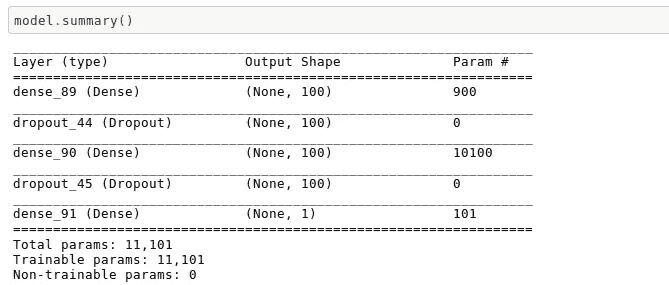 model.summary()
Layer (type) Output Shape Param #
dense_89 (Dense) (None, 100) 900
dropout_44 (Dropout) (None, 100) 0
dense_90 (Dense) (None, 100) 10100
dropout_45 (Dropout) (None, 100) 0
dense_91 (Dense) (None, 1) 101
Total params: 11,101
Trainable params: 11,101
Non-trainable params: 0